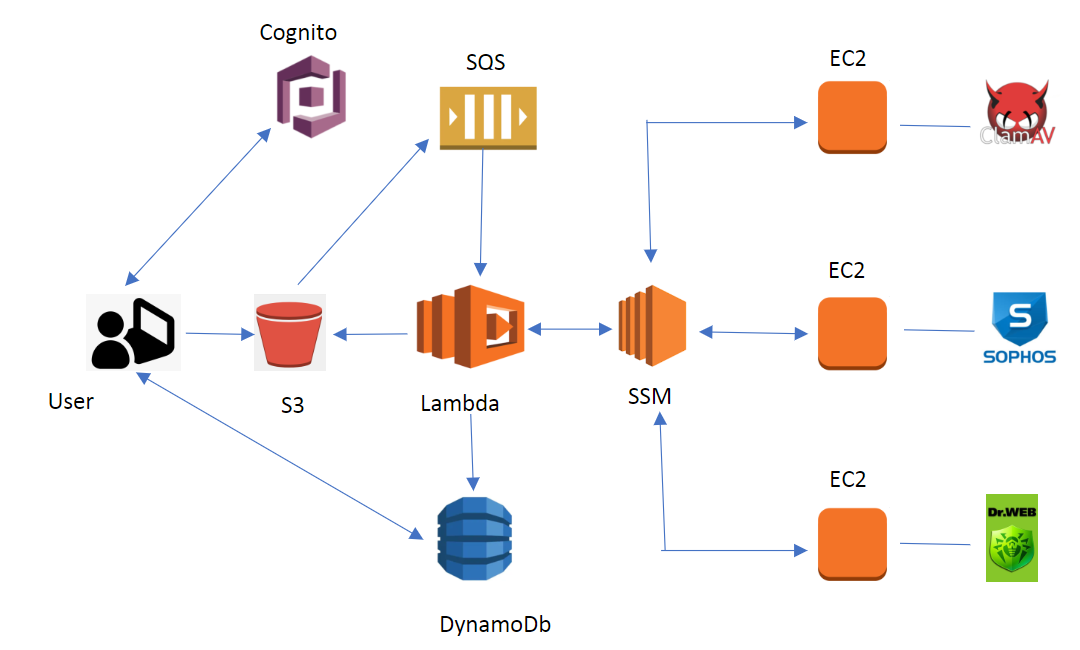 Cognito
SQS
EC2
ClamAV
EC2
S
SOPHOS
User
S3
Lambda
SSM
EC2
Dr.WEB
DynamoDb